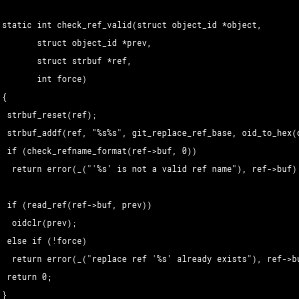 static int check_ref_valid(struct object_id *object,
struct object_id *prev,
struct strbuf *ref,
int force)
{
strbuf_reset(ref);
strbuf_addf(ref, "%s%s", git_replace_ref_base, oid_to_hex(
if (check_refname_format(ref->buf, 0))
return error(_("'%s' is not a valid ref name"), ref->buf)
if (read_ref(ref->buf, prev))
oidclr(prev);
else if (!force)
return error(_("replace ref '%s' already exists"), ref->bu
return 0;
}